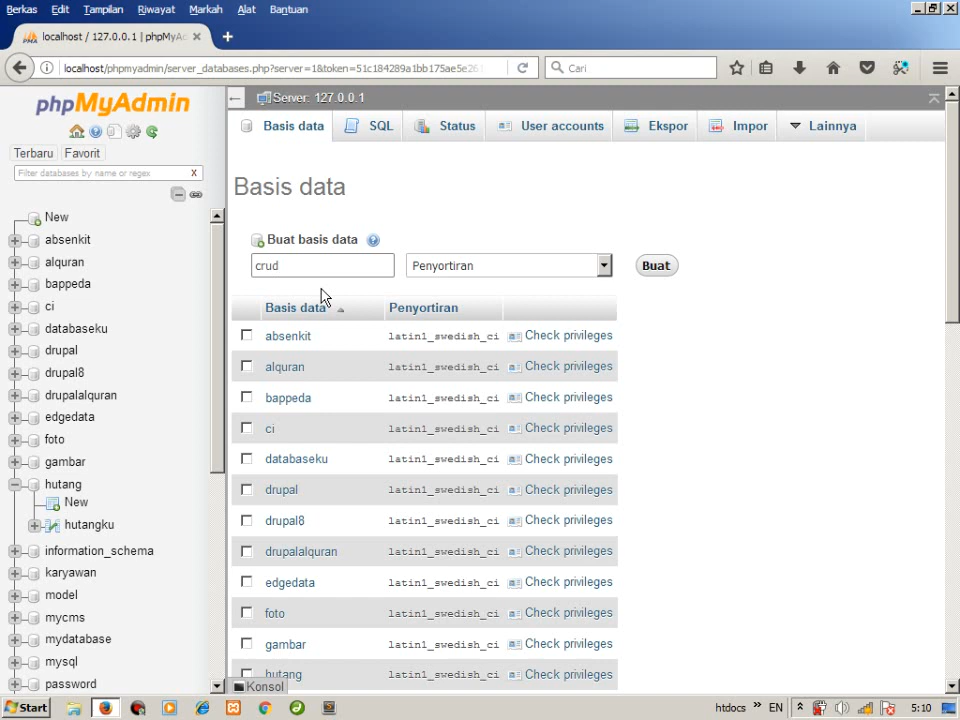 Berkas Edit Tampilan Riwayat Markah Alat Bantuan
localhost / 127.0.0.1 | phpMyAd
localhost/phpmyadmin/server_databases.php?server=1&token=51c184289a1bb175ae5e26
Cari
phpMyAdmin
Server: 127.0.0.1
Basis data SQL Status User accounts Ekspor Impor Lainnya
Terbaru Favorit
Filter databases by name or regex X
Basis data
New
absenkit
alquran
bappeda
ci
databaseku
drupal
drupal8
drupalalquran
edgedata
foto
gambar
hutang
New
hutangku
information_schema
karyawan
model
mycms
mydatabase
mysql
password
Buat basis data
crud Penyortiran Buat
Basis data Penyortiran
absenkit latin1_swedish_ci Check privileges
alquran latin1_swedish_ci Check privileges
bappeda latin1_swedish_ci Check privileges
ci latin1_swedish_ci Check privileges
databaseku latin1_swedish_ci Check privileges
drupal latin1_swedish_ci Check privileges
drupal8 latin1_swedish_ci Check privileges
drupalalquran latin1_swedish_ci Check privileges
edgedata latin1_swedish_ci Check privileges
foto latin1_swedish_ci Check privileges
gambar latin1_swedish_ci Check privileges
hutang latin1_swedish_ci Check privileges
Konsol
Start htdocs » EN 5:10